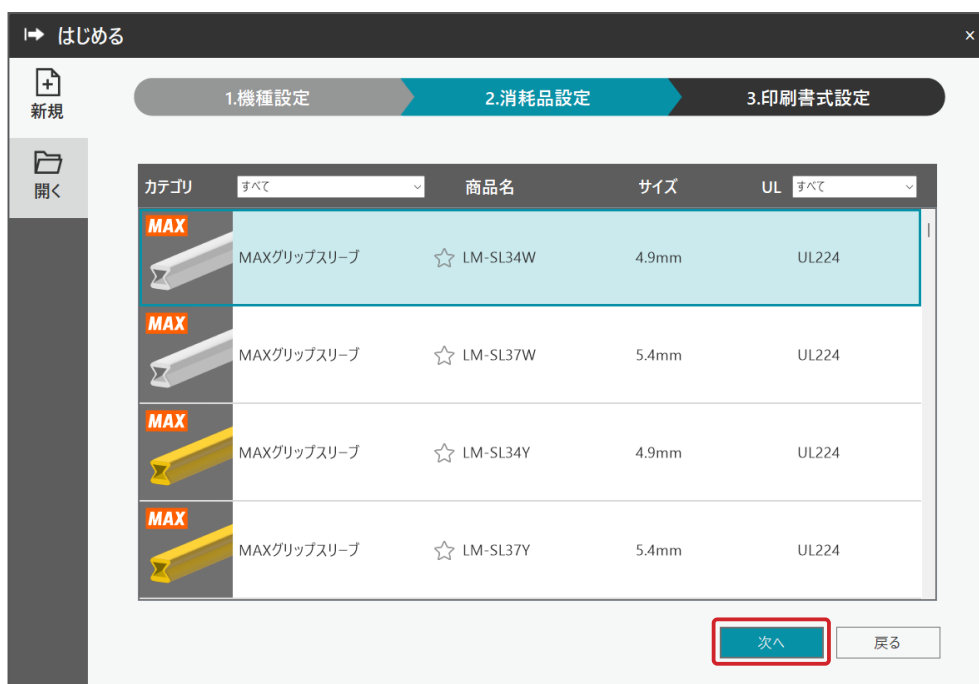 はじめる
×
新規
開く
1.機種設定 2.消耗品設定 3.印刷書式設定
カテゴリ すべて 商品名 サイズ UL すべて
MAX
MAXグリップスリーブ ☆ LM-SL34W 4.9mm UL224
MAX
MAXグリップスリーブ ☆ LM-SL37W 5.4mm UL224
MAX
MAXグリップスリーブ ☆ LM-SL34Y 4.9mm UL224
MAX
MAXグリップスリーブ ☆ LM-SL37Y 5.4mm UL224
次へ 戻る